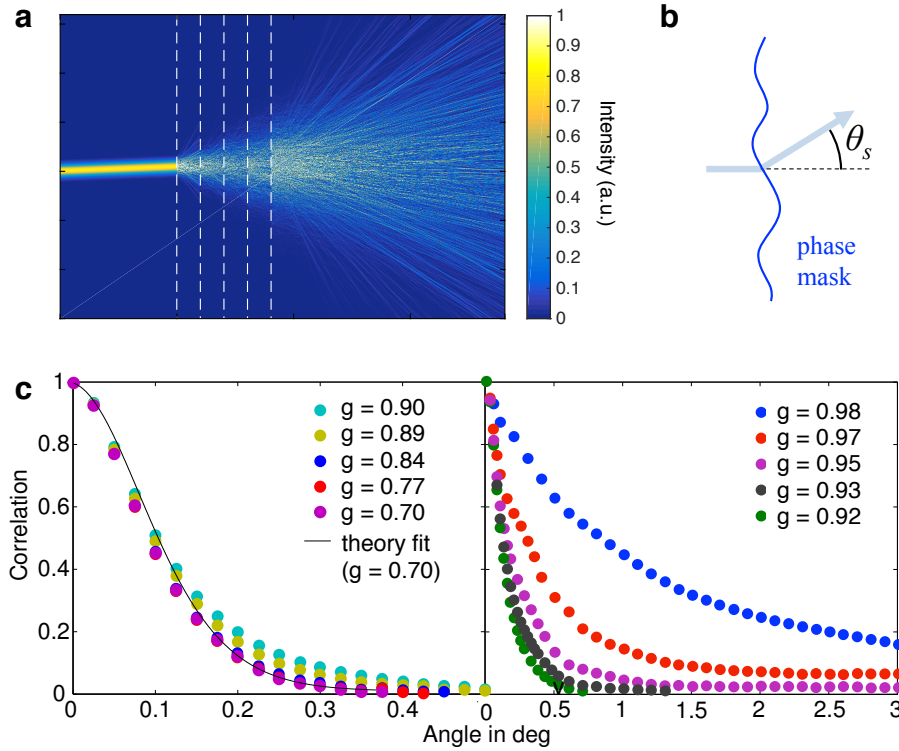 a
1
0.9
0.8
0.7
0.6
0.5
0.4
0.3
0.2
0.1
0
Intensity (a.u.)
b
θs
phase
mask
c
1
0.8
0.6
0.4
0.2
0
Correlation
g = 0.90
g = 0.89
g = 0.84
g = 0.77
g = 0.70
theory fit
(g = 0.70)
g = 0.98
g = 0.97
g = 0.95
g = 0.93
g = 0.92
0 0.1 0.2 0.3 0.4
0 0.5 1 1.5 2 2.5 3
Angle in deg